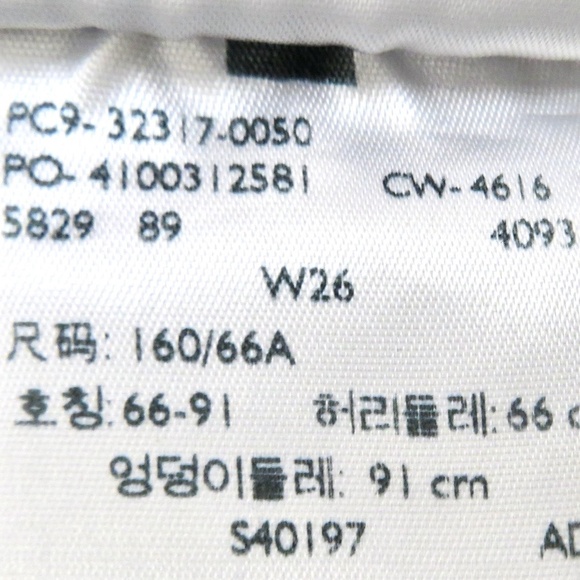 PC9-32317-0050
PO-4100312581 CW-4616
5829 89 4093
W26
尺码: 160/66A
호칭: 66-91 허리둘레: 66 c
엉덩이둘레: 91 cm
S40197 AD